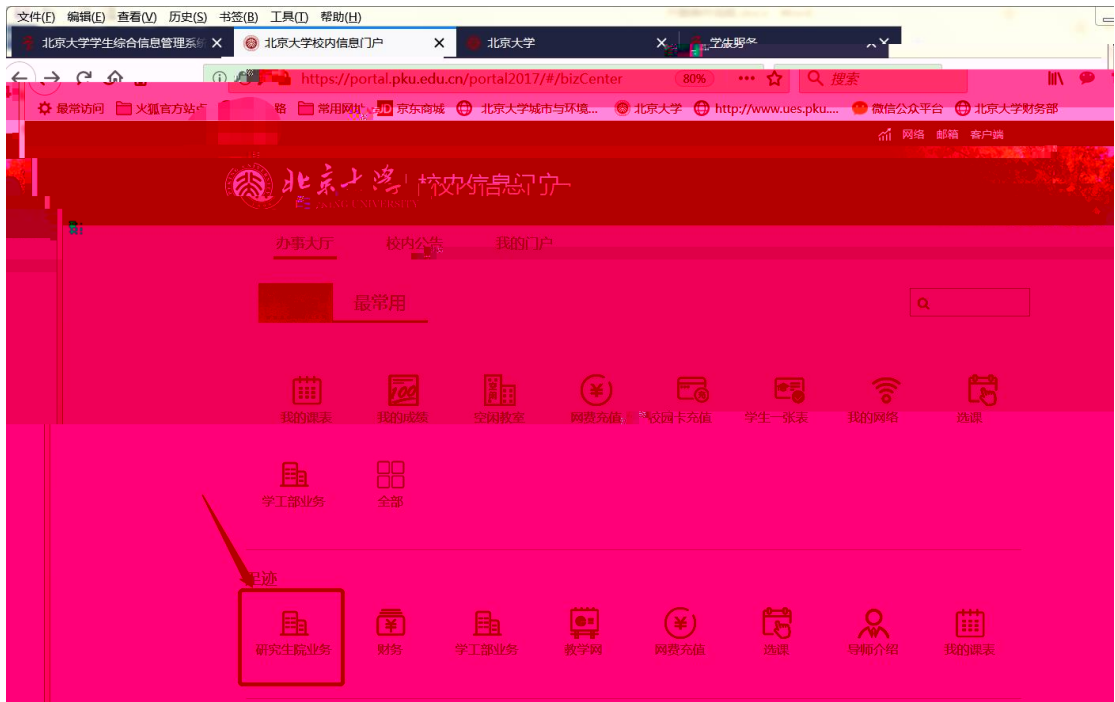 文件(F) 编辑(E) 查看(V) 历史(S) 书签(B) 工具(T) 帮助(H)
北京大学学生综合信息管理系统 北京大学校内信息门户 北京大学
https://portal.pku.edu.cn/portal2017/#/bizCenter 80% 搜索
最常访问 火狐官方站点 常用网址 京东商城 北京大学城市与环境... 北京大学 http://www.ues.pku.... 微信公众平台 北京大学财务部
网络 邮箱 客户端
北京大学 校内信息门户
办事大厅 校内公告 我的门户
最常用
我的课表 我的成绩 空闲教室 网费充值 校园卡充值 学生一张表 我的网络 选课
学工部业务 全部
足迹
研究生院业务 财务 学工部业务 教学网 网费充值 选课 导师介绍 我的课表